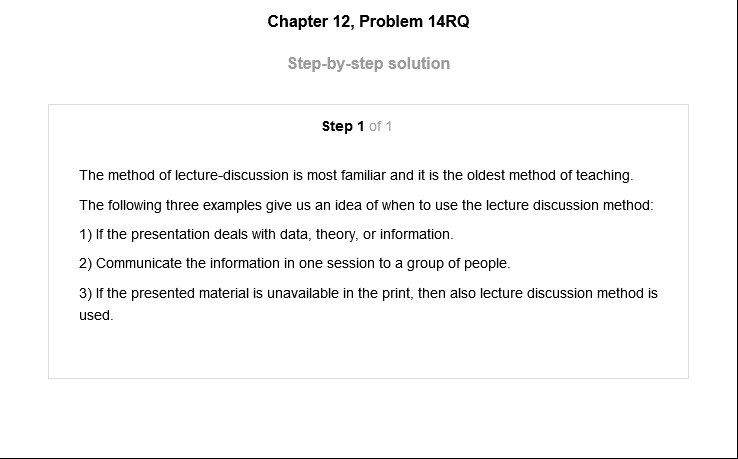 Chapter 12, Problem 14RQ
Step-by-step solution
Step 1 of 1
The method of lecture-discussion is most familiar and it is the oldest method of teaching.
The following three examples give us an idea of when to use the lecture discussion method:
1) If the presentation deals with data, theory, or information.
2) Communicate the information in one session to a group of people.
3) If the presented material is unavailable in the print, then also lecture discussion method is
used.